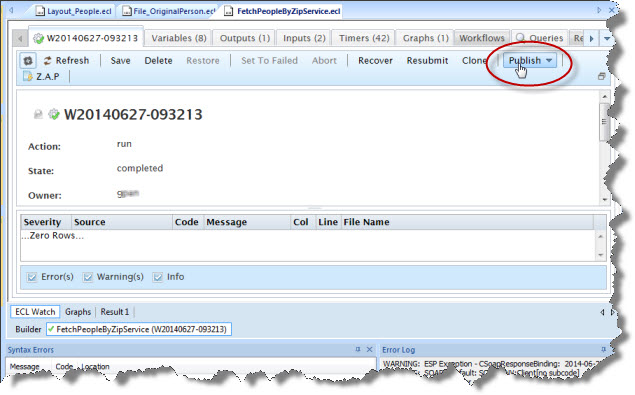 Layout_People.ecl File_OriginalPerson.ecl FetchPeopleByZipService.ecl
W20140627-093213 Variables (8) Outputs (1) Inputs (2) Timers (42) Graphs (1) Workflows Queries Re
Refresh Save Delete Restore Set To Failed Abort Recover Resubmit Clone Publish
Z.A.P
W20140627-093213
Action: run
State: completed
Owner:
Severity Source Code Message Col Line File Name
...Zero Rows...
Error(s) Warning(s) Info
ECL Watch Graphs Result 1
Builder FetchPeopleByZipService (W20140627-093213)
Syntax Errors Error Log
Message Code Location WARNING: ESP Exception - CSoapResponseBinding: 2014-06-2